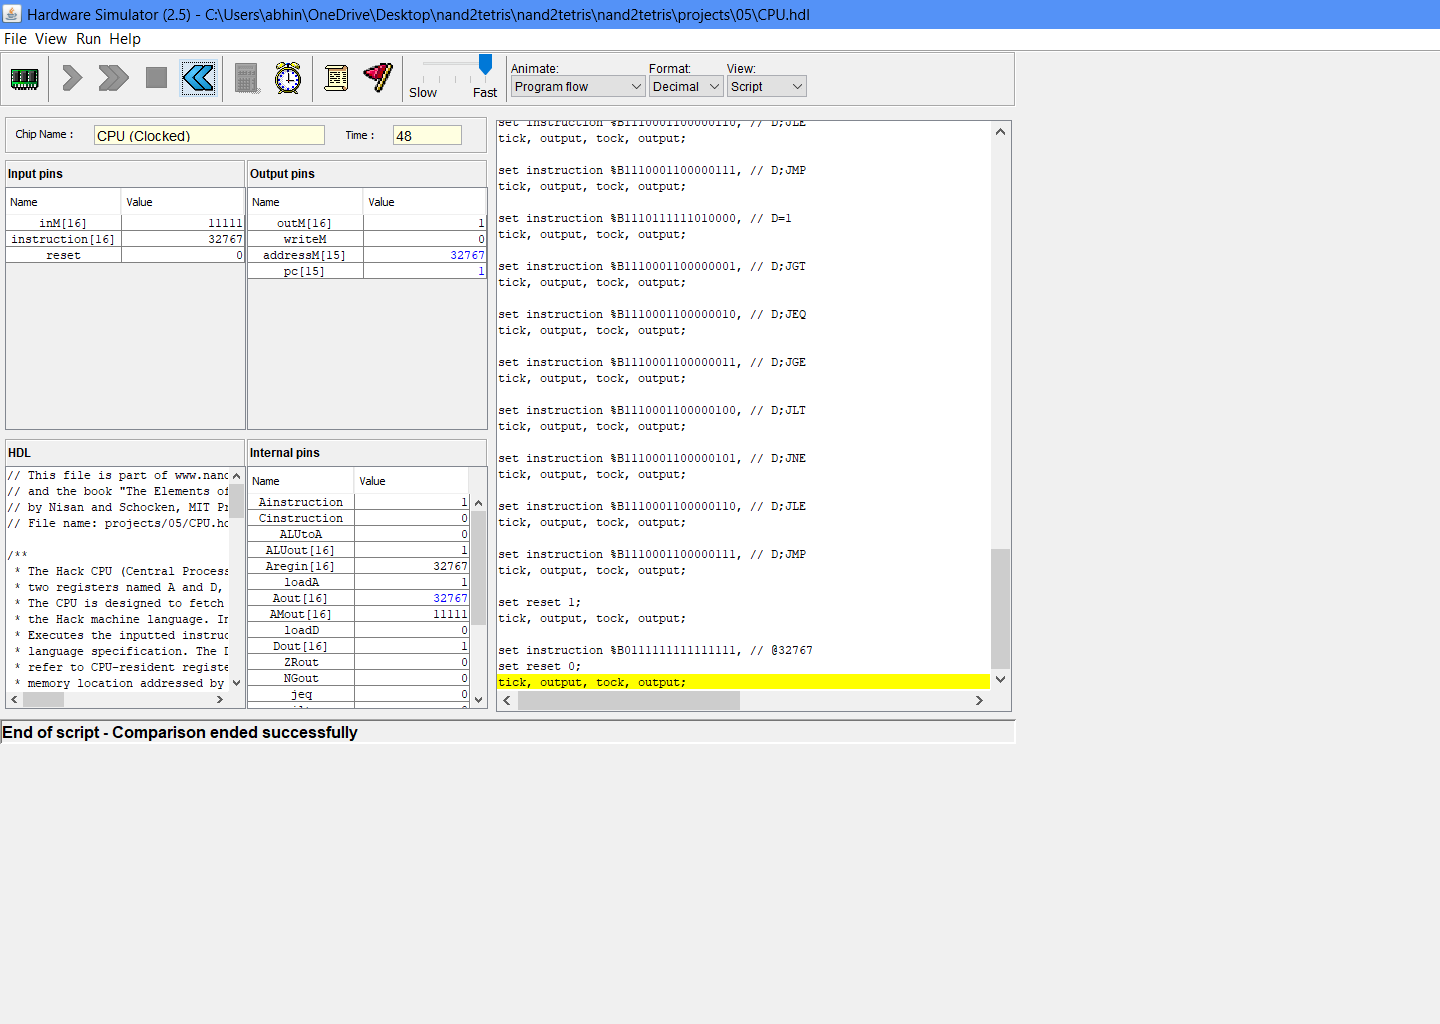 Hardware Simulator (2.5) - C:\Users\abhin\OneDrive\Desktop\nand2tetris\nand2tetris\nand2tetris\projects\05\CPU.hdl
File View Run Help
Slow Fast
Animate: Format: View:
Program flow Decimal Script
Chip Name : CPU (Clocked) Time : 48
Input pins
Name Value
inM[16] 11111
instruction[16] 32767
reset 0
Output pins
Name Value
outM[16] 1
writeM 0
addressM[15] 32767
pc[15] 1
HDL
// This file is part of www.nand
// and the book "The Elements of
// by Nisan and Schocken, MIT Pr
// File name: projects/05/CPU.hd
/**
* The Hack CPU (Central Process
* two registers named A and D,
* The CPU is designed to fetch
* the Hack machine language. In
* Executes the inputted instruc
* language specification. The D
* refer to CPU-resident registe
* memory location addressed by
Internal pins
Name Value
Ainstruction 1
Cinstruction 0
ALUtoA 0
ALUout[16] 1
Aregin[16] 32767
loadA 1
Aout[16] 32767
AMout[16] 11111
loadD 0
Dout[16] 1
ZRout 0
NGout 0
jeq 0
set instruction %B1110001100000110, // D;JLE
tick, output, tock, output;
set instruction %B1110001100000111, // D;JMP
tick, output, tock, output;
set instruction %B1110111111010000, // D=1
tick, output, tock, output;
set instruction %B1110001100000001, // D;JGT
tick, output, tock, output;
set instruction %B1110001100000010, // D;JEQ
tick, output, tock, output;
set instruction %B1110001100000011, // D;JGE
tick, output, tock, output;
set instruction %B1110001100000100, // D;JLT
tick, output, tock, output;
set instruction %B1110001100000101, // D;JNE
tick, output, tock, output;
set instruction %B1110001100000110, // D;JLE
tick, output, tock, output;
set instruction %B1110001100000111, // D;JMP
tick, output, tock, output;
set reset 1;
tick, output, tock, output;
set instruction %B0111111111111111, // @32767
set reset 0;
tick, output, tock, output;
End of script - Comparison ended successfully